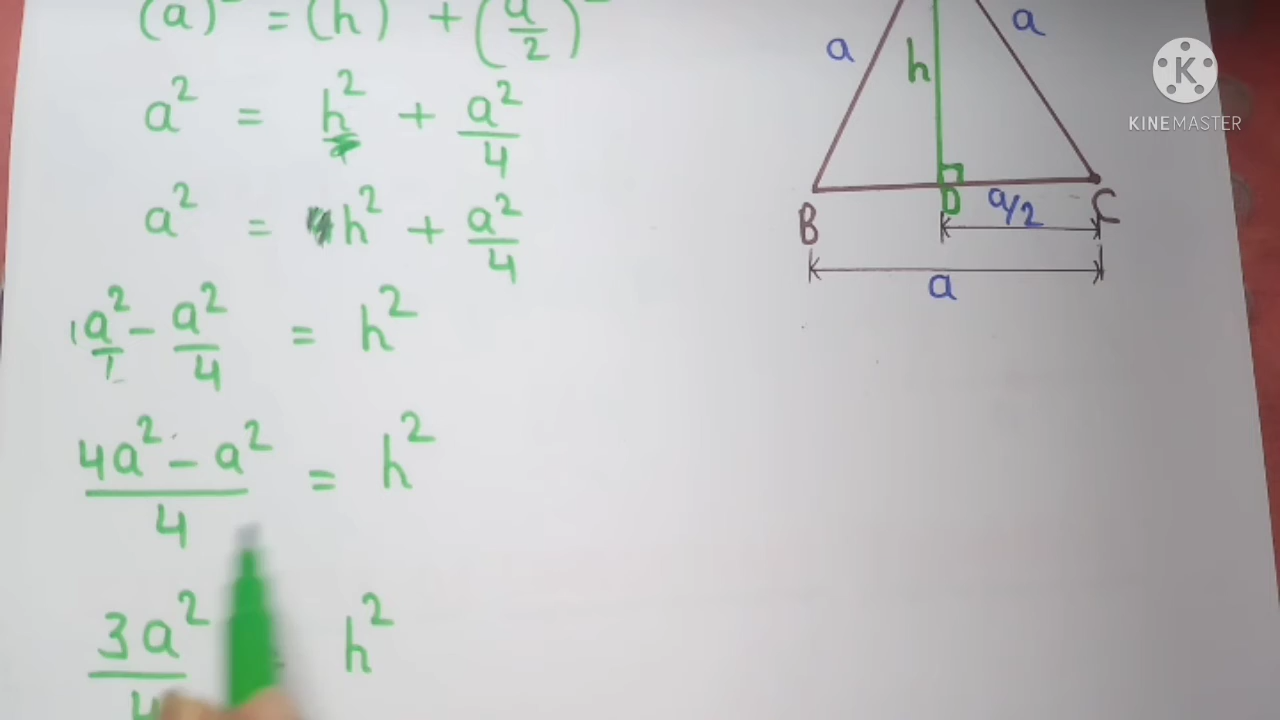 (a)² = (h)² + (a/2)²
a² = h² + a²/4
a² = h² + a²/4
a²/1 - a²/4 = h²
(4a² - a²)/4 = h²
3a²/4 = h²
a
a
h
B
D
a/2
C
a
K
KINEMASTER